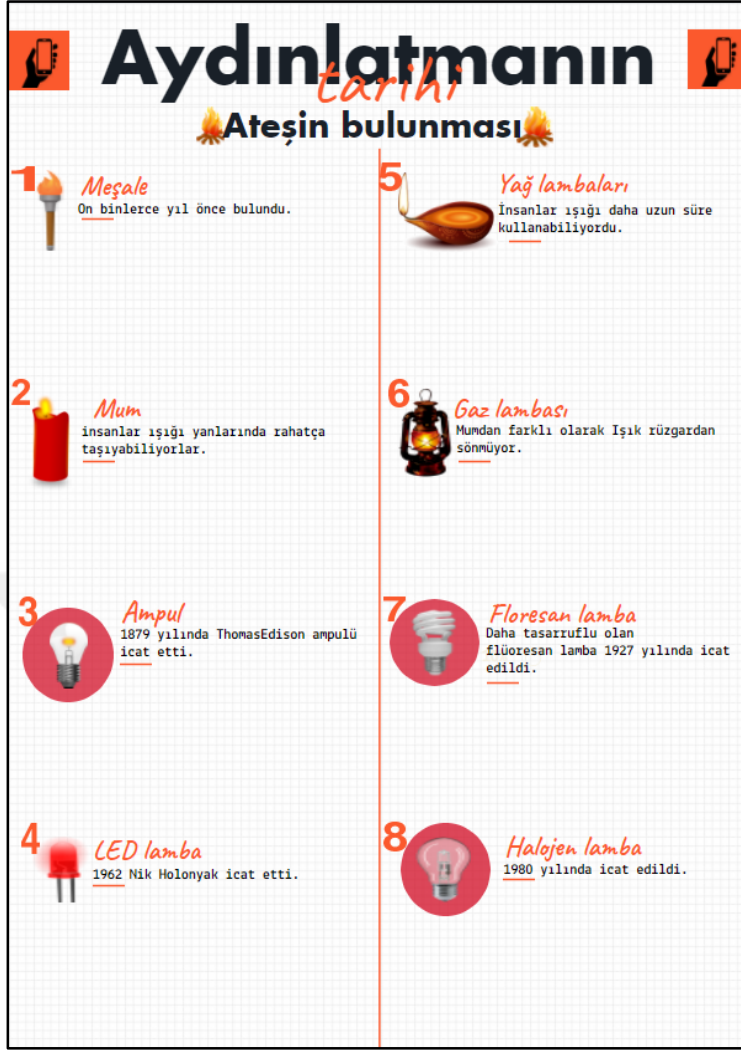 Aydınlatmanın
tarihi
Ateşin bulunması
1
Meşale
On binlerce yıl önce bulundu.
2
Mum
insanlar ışığı yanlarında rahatça
taşıyabiliyorlar.
3
Ampul
1879 yılında ThomasEdison ampulü
icat etti.
4
LED lamba
1962 Nik Holonyak icat etti.
5
Yağ lambaları
İnsanlar ışığı daha uzun süre
kullanabiliyordu.
6
Gaz lambası
Mumdan farklı olarak Işık rüzgardan
sönmüyor.
7
Floresan lamba
Daha tasarruflu olan
flüoresan lamba 1927 yılında icat
edildi.
8
Halojen lamba
1980 yılında icat edildi.